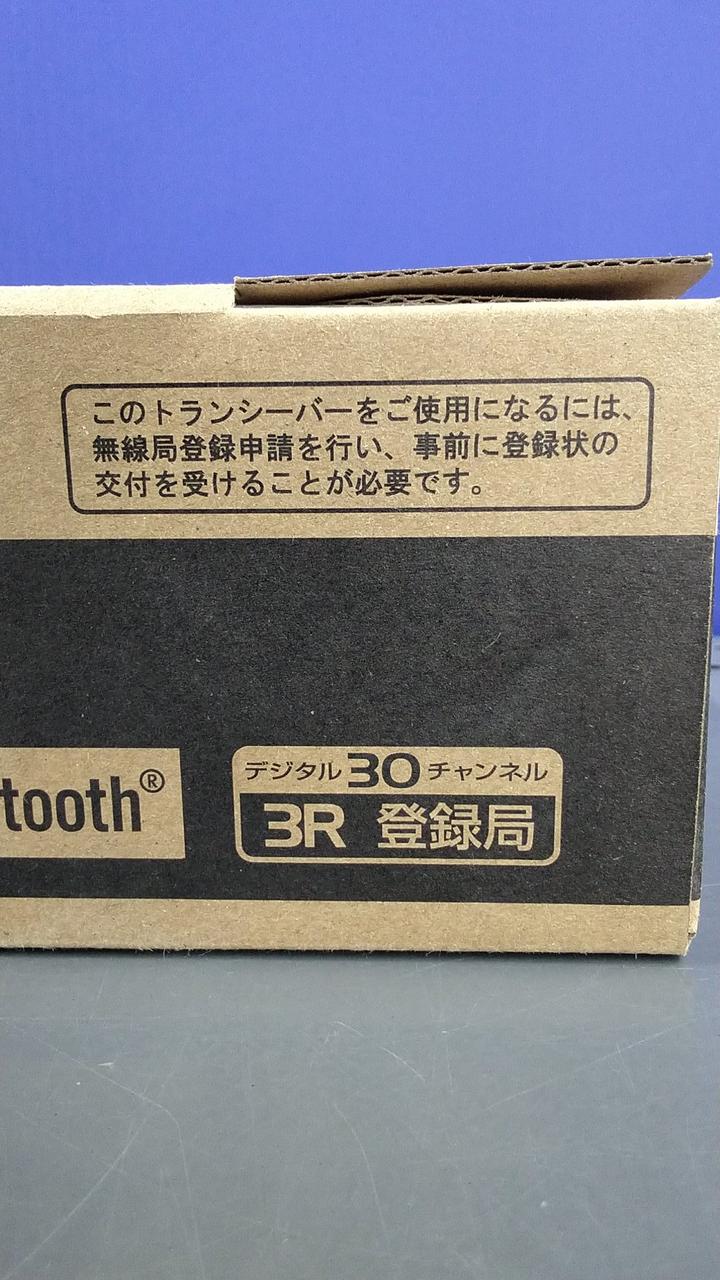 このトランシーバーをご使用になるには、
無線局登録申請を行い、事前に登録状の
交付を受けることが必要です。
tooth®
デジタル30チャンネル
3R 登録局